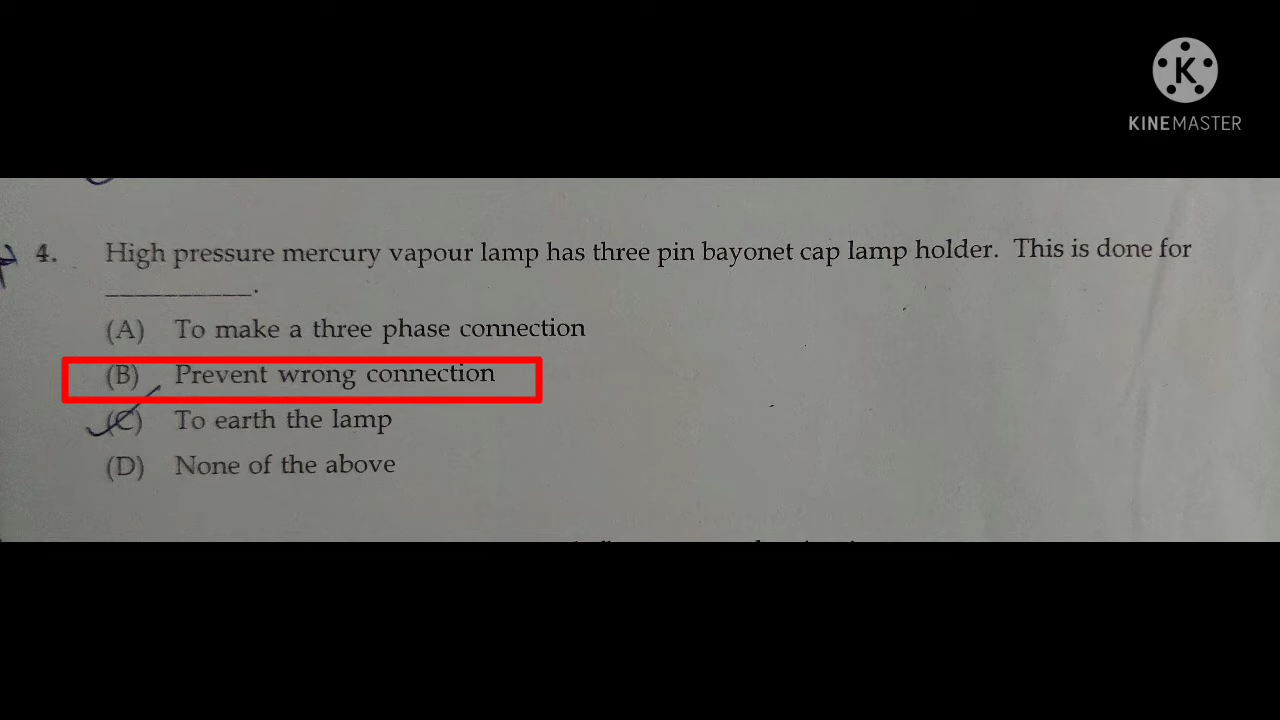 KINEMASTER
4. High pressure mercury vapour lamp has three pin bayonet cap lamp holder. This is done for
____________.
(A) To make a three phase connection
(B) Prevent wrong connection
(C) To earth the lamp
(D) None of the above